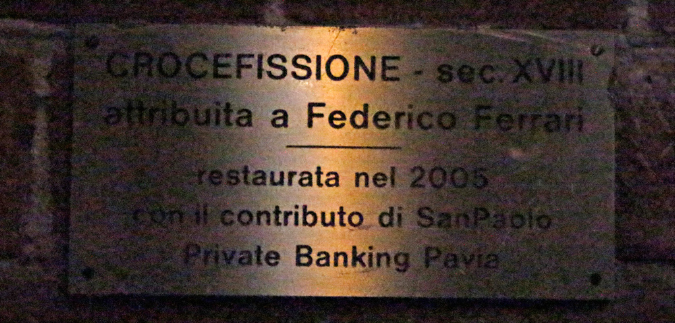 CROCEFISSIONE - sec. XVIII
attribuita a Federico Ferrari
restaurata nel 2005
con il contributo di SanPaolo
Private Banking Pavia